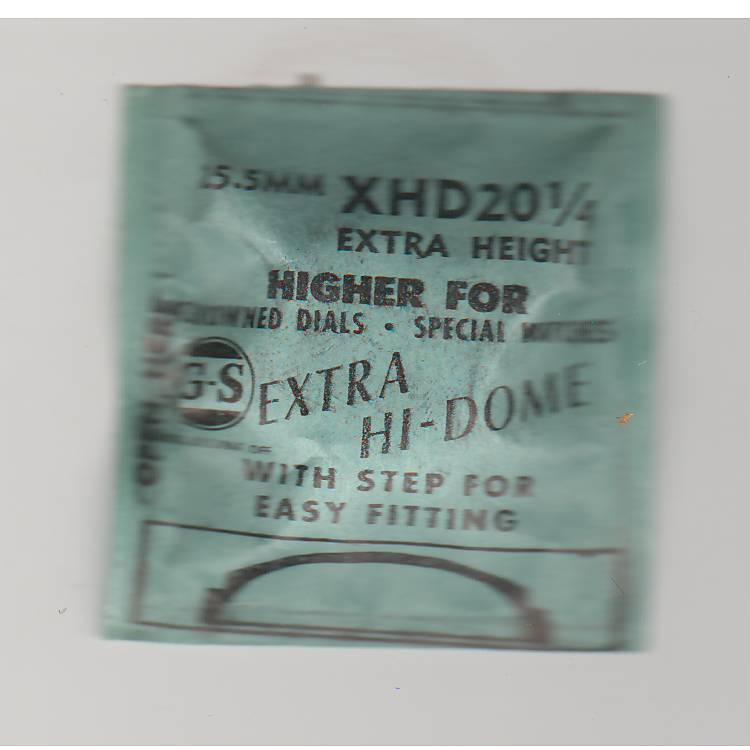 25.5MM XHD20¼
EXTRA HEIGHT
HIGHER FOR
DIALS • SPECIAL
G-S
EXTRA
HI-DOME
WITH STEP FOR
EASY FITTING